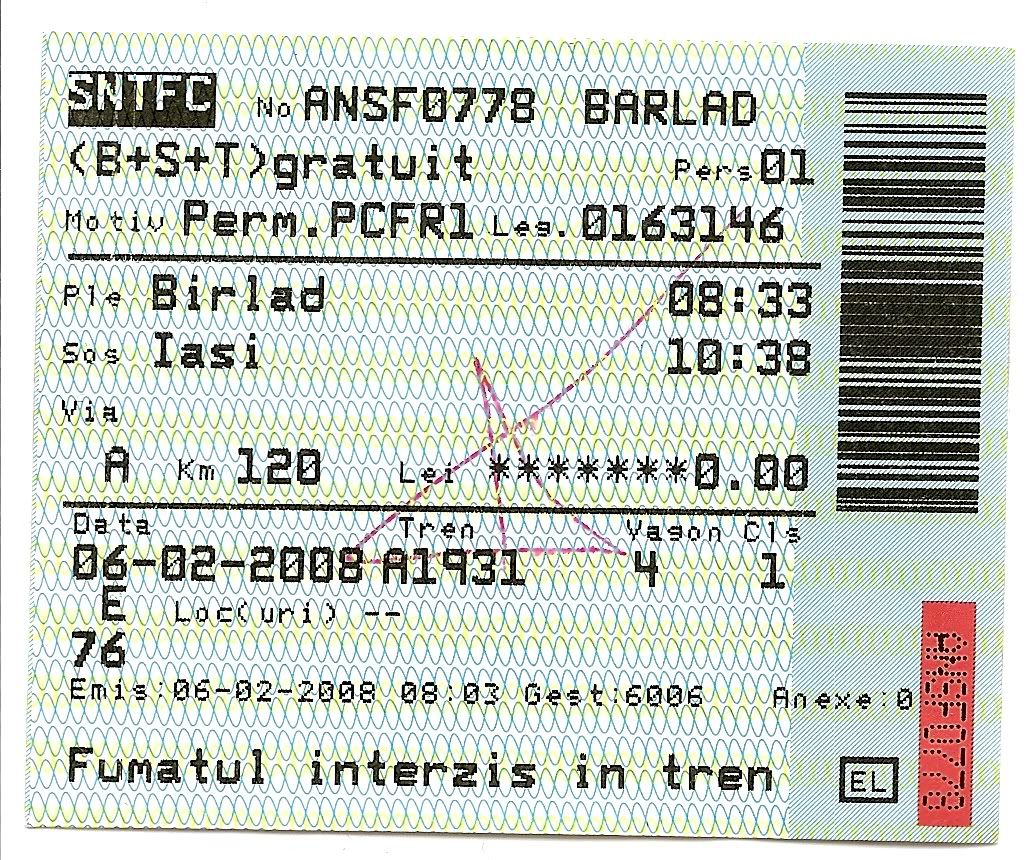 SNTFC No ANSF0778 BARLAD
(B+S+T)gratuit Pers 01
Motiv Perm.PCFR1 Leg. 0163146
Ple Birlad 08:33
Sos Iasi 10:38
Via
A Km 120 Lei *******0.00
Data Tren Vagon Cls
06-02-2008 A1931 4 1
E Loc(uri) --
76
Emis:06-02-2008 08:03 Gest:6006 Anexe:0
Fumatul interzis in tren EL
ANSF0778